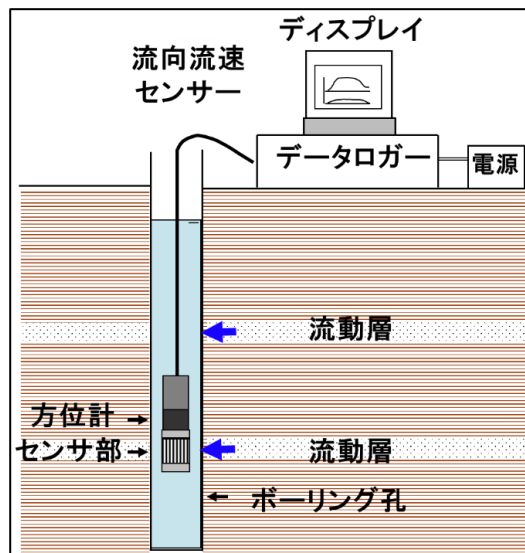 ディスプレイ
流向流速
センサー
データロガー
電源
流動層
方位計
センサ部
流動層
ボーリング孔